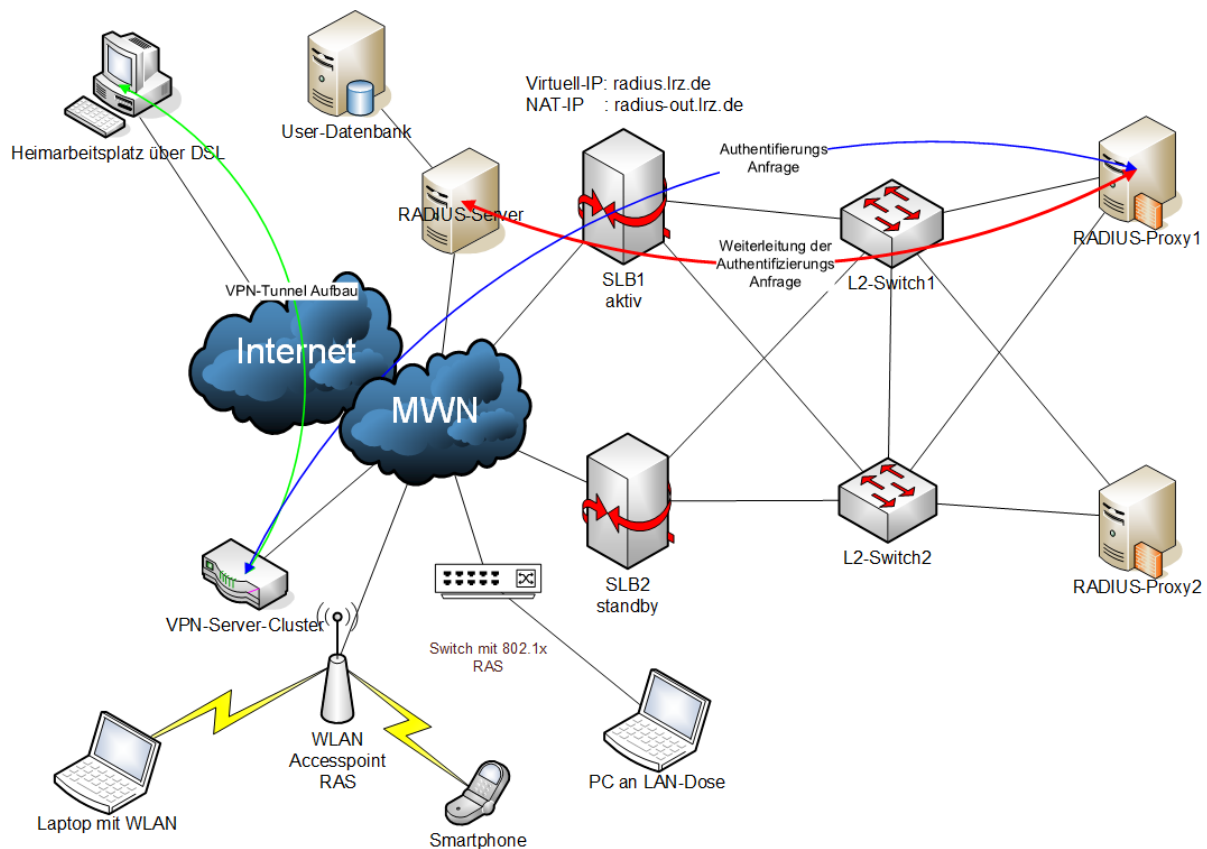 Virtuell-IP: radius.lrz.de
NAT-IP : radius-out.lrz.de
User-Datenbank
Heimarbeitsplatz über DSL
Authentifierungs
Anfrage
RADIUS-Server
RADIUS-Proxy1
Weiterleitung der
Authentifizierungs
Anfrage
SLB1
aktiv
L2-Switch1
VPN-Tunnel Aufbau
Internet
MWN
L2-Switch2
SLB2
standby
RADIUS-Proxy2
VPN-Server-Cluster
Switch mit 802.1x
RAS
WLAN
Accesspoint
RAS
PC an LAN-Dose
Laptop mit WLAN
Smartphone